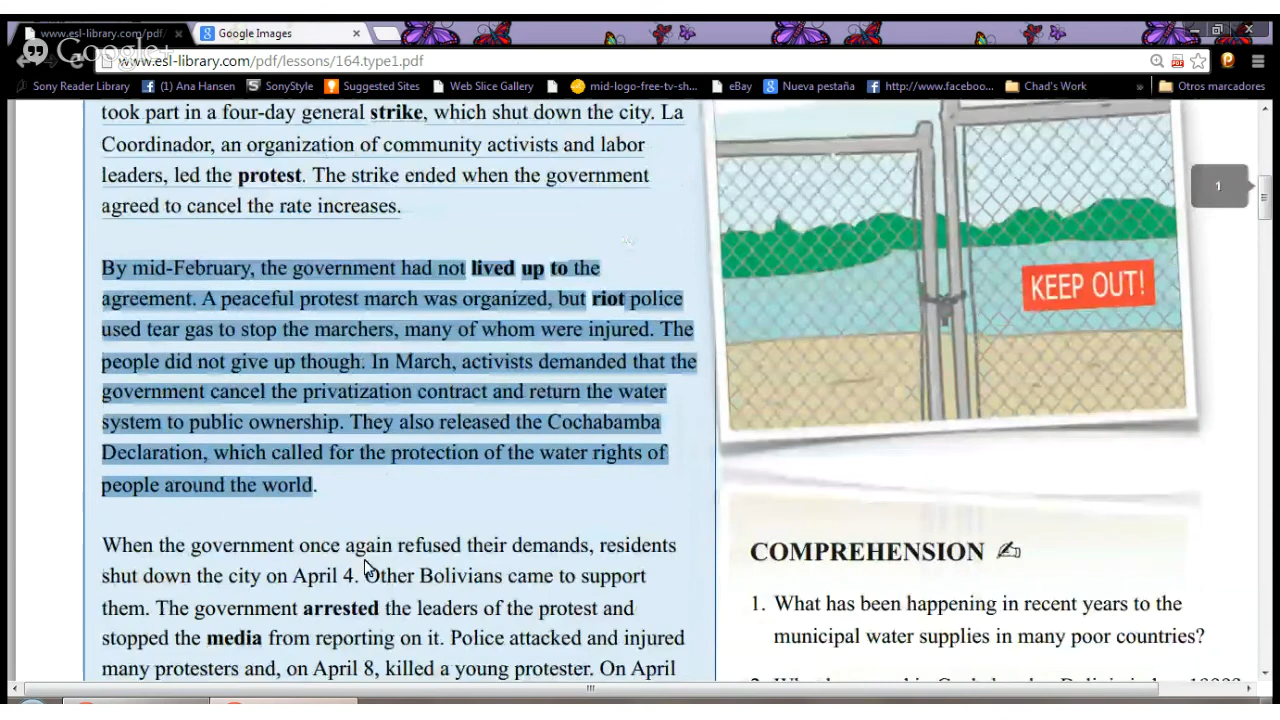 www.esl-library.com/pdf/
Google Images
Google+
www.esl-library.com/pdf/lessons/164.type1.pdf
Sony Reader Library
(1) Ana Hansen
SonyStyle
Suggested Sites
Web Slice Gallery
mid-logo-free-tv-sh...
eBay
Nueva pestaña
http://www.faceboo...
Chad's Work
»
Otros marcadores
took part in a four-day general strike, which shut down the city. La
Coordinador, an organization of community activists and labor
leaders, led the protest. The strike ended when the government
agreed to cancel the rate increases.
By mid-February, the government had not lived up to the
agreement. A peaceful protest march was organized, but riot police
used tear gas to stop the marchers, many of whom were injured. The
people did not give up though. In March, activists demanded that the
government cancel the privatization contract and return the water
system to public ownership. They also released the Cochabamba
Declaration, which called for the protection of the water rights of
people around the world.
When the government once again refused their demands, residents
shut down the city on April 4. Other Bolivians came to support
them. The government arrested the leaders of the protest and
stopped the media from reporting on it. Police attacked and injured
many protesters and, on April 8, killed a young protester. On April
KEEP OUT!
1
COMPREHENSION
1. What has been happening in recent years to the
municipal water supplies in many poor countries?